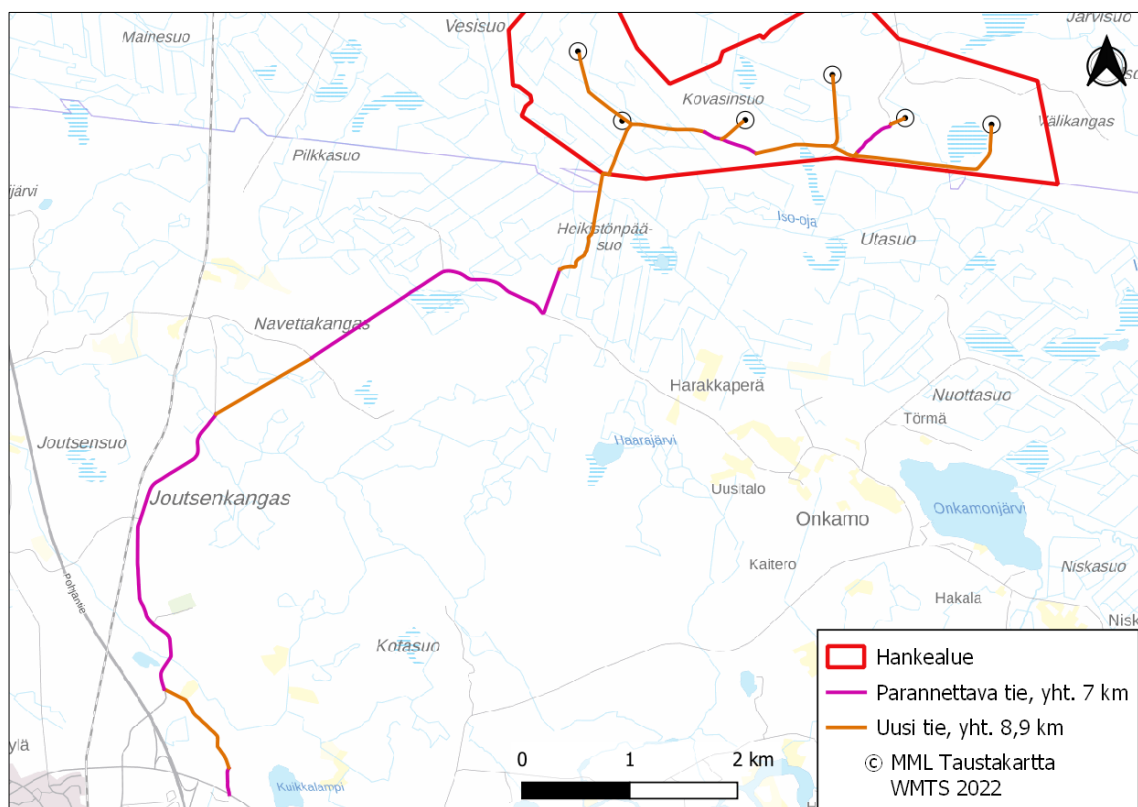 Mainesuo
Vesisuo
Järvisuo
Kovasinsuo
Välikangas
Pilkkasuo
järvi
Iso-oja
Heikistönpää-
suo
Utasuo
Navettakangas
Harakkaperä
Nuottasuo
Törmä
Joutsensuo
Haarajärvi
Uusitalo
Joutsenkangas
Onkamonjärvi
Onkamo
Kaitero
Niskasuo
Pohjantie
Hakala
Nisk
Kotasuo
Hankealue
Parannettava tie, yht. 7 km
Uusi tie, yht. 8,9 km
© MML Taustakartta
WMTS 2022
0 1 2 km
ylä
Kuikkalampi